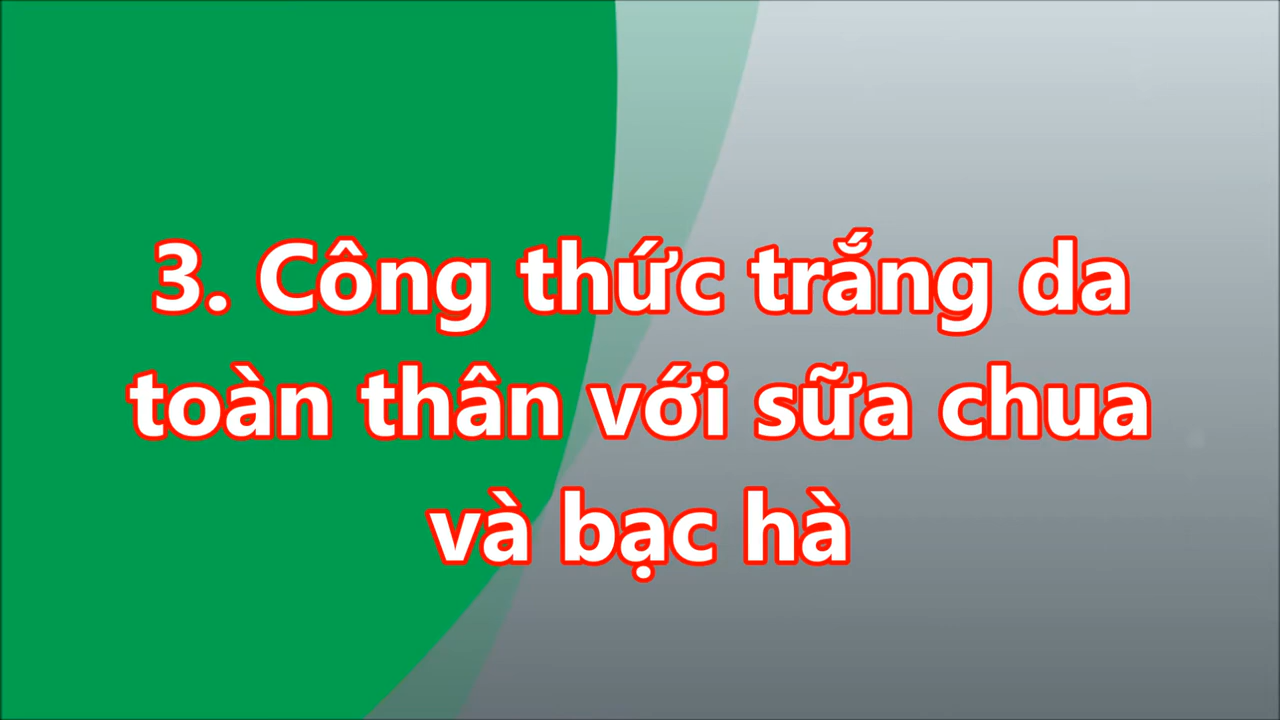 3. Công thức trắng da
toàn thân với sữa chua
và bạc hà